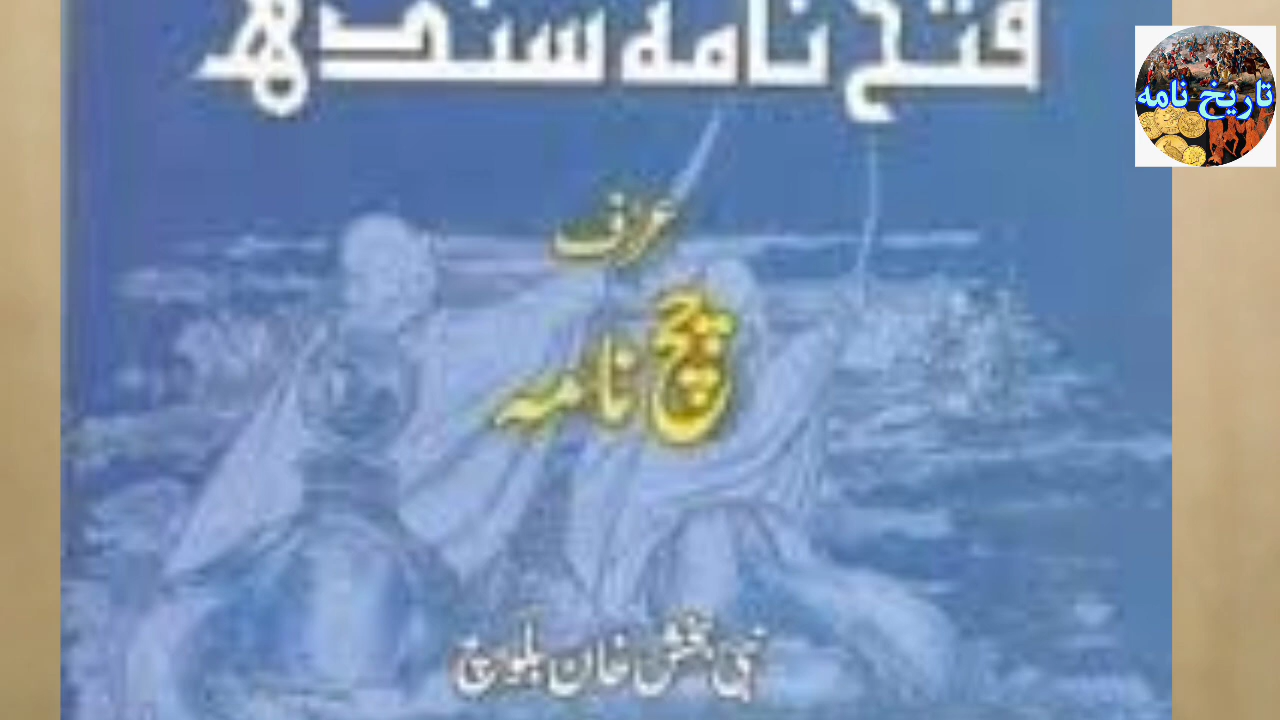 فتح نامہ سندھ
عرف
چچ نامہ
نبی بخش خان بلوچ
تاریخ نامہ